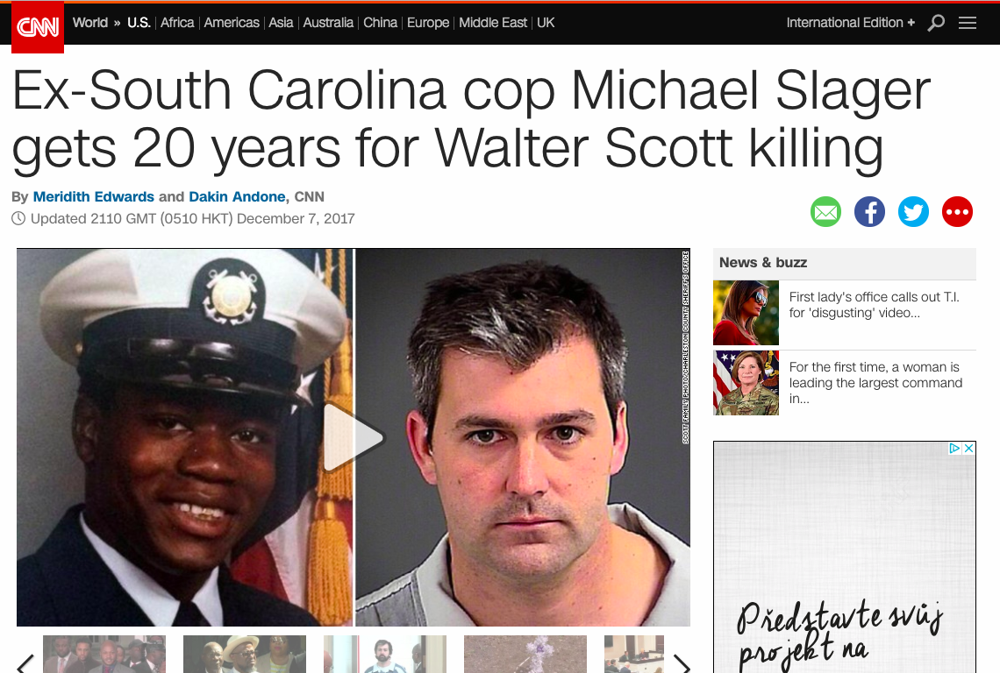 CNN
World » U.S. Africa Americas Asia Australia China Europe Middle East UK
International Edition +
Ex-South Carolina cop Michael Slager
gets 20 years for Walter Scott killing
By Meridith Edwards and Dakin Andone, CNN
Updated 2110 GMT (0510 HKT) December 7, 2017
SCOTT FAMILY PHOTO/CHARLESTON COUNTY SHERIFF'S OFFICE
News & buzz
First lady's office calls out T.I.
for 'disgusting' video...
For the first time, a woman is
leading the largest command
in...
Představte svůj
projekt na